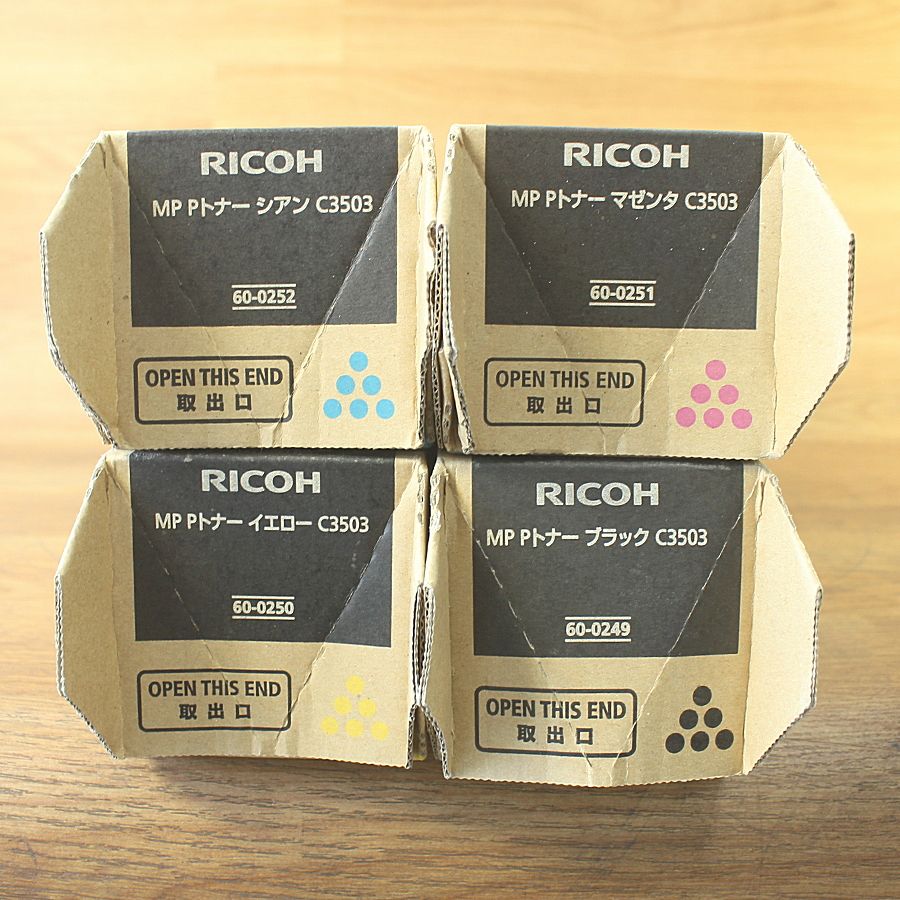 RICOH
MP Pトナー シアン C3503
60-0252
OPEN THIS END
取出口
RICOH
MP Pトナー マゼンタ C3503
60-0251
OPEN THIS END
取出口
RICOH
MP Pトナー イエロー C3503
60-0250
OPEN THIS END
取出口
RICOH
MP Pトナー ブラック C3503
60-0249
OPEN THIS END
取出口